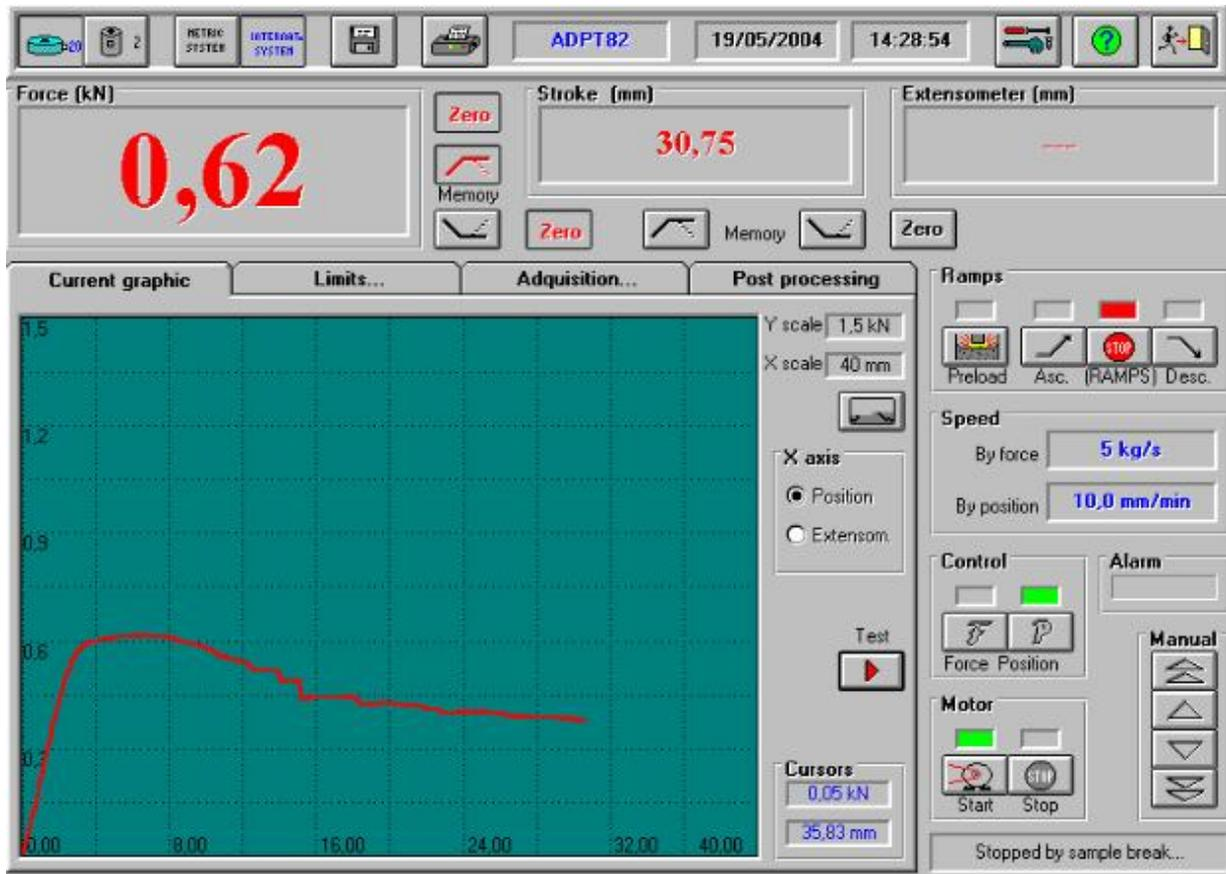 =20 2 METRIC SYSTEM INTERNAT. SYSTEM ADPT82 19/05/2004 14:28:54 ?
Force (kN) Stroke (mm) Extensometer (mm)
0,62 Zero 30,75 ---
Memory
Zero Memory Zero
Current graphic Limits... Adquisition... Post processing
Ramps
1,5
Y scale 1,5 kN
X scale 40 mm
STOP
Preload Asc. (RAMPS) Desc.
1,2
Speed
X axis
By force 5 kg/s
Position
By position 10,0 mm/min
0,9
Extensom.
Control Alarm
F P
Force Position
Test
Manual
0,6
Motor
0,3
Cursors
0,05 kN
STOP
Start Stop
35,83 mm
0,00 8,00 16,00 24,00 32,00 40,00
Stopped by sample break...